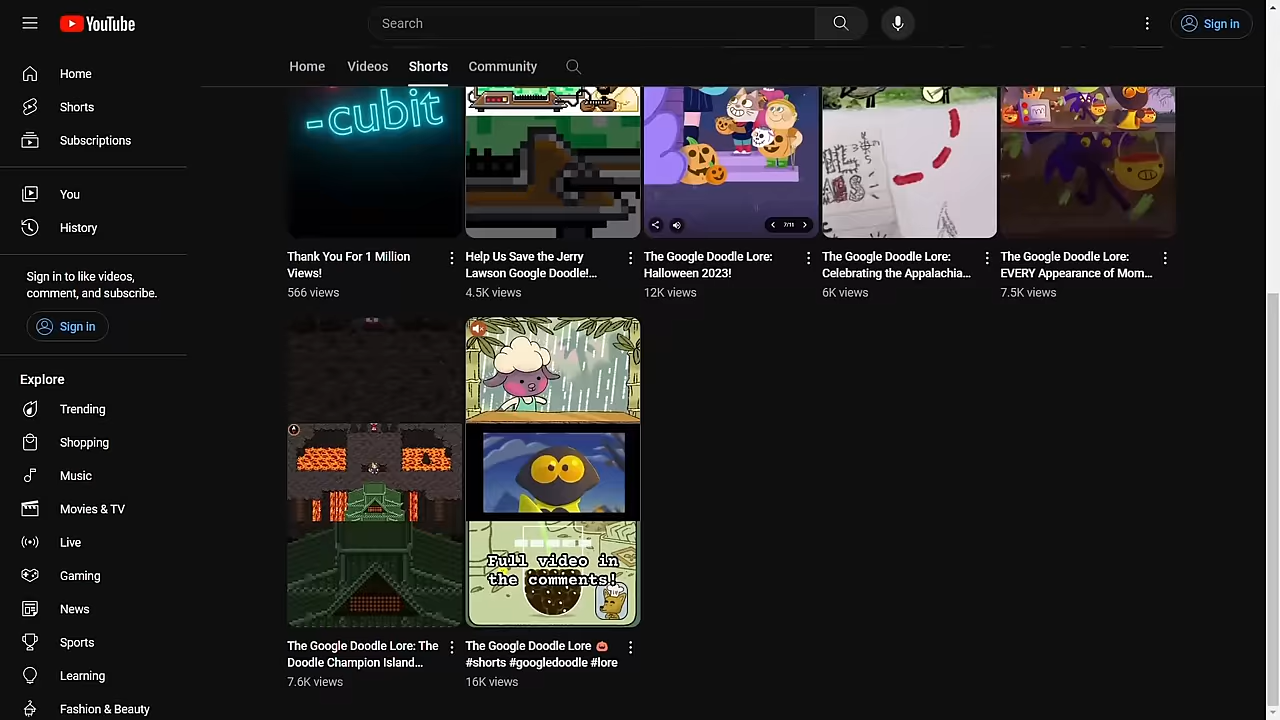 YouTube
Search
Sign in
Home
Videos
Shorts
Community
Home
Shorts
Subscriptions
You
History
Sign in to like videos,
comment, and subscribe.
Sign in
Explore
Trending
Shopping
Music
Movies & TV
Live
Gaming
News
Sports
Learning
Fashion & Beauty
-cubit
7/11
Thank You For 1 Million
Views!
566 views
Help Us Save the Jerry
Lawson Google Doodle!...
4.5K views
The Google Doodle Lore:
Halloween 2023!
12K views
The Google Doodle Lore:
Celebrating the Appalachia...
6K views
The Google Doodle Lore:
EVERY Appearance of Mom...
7.5K views
Full video in
the comments!
The Google Doodle Lore: The
Doodle Champion Island...
7.6K views
The Google Doodle Lore 🎃
#shorts #googledoodle #lore
16K views